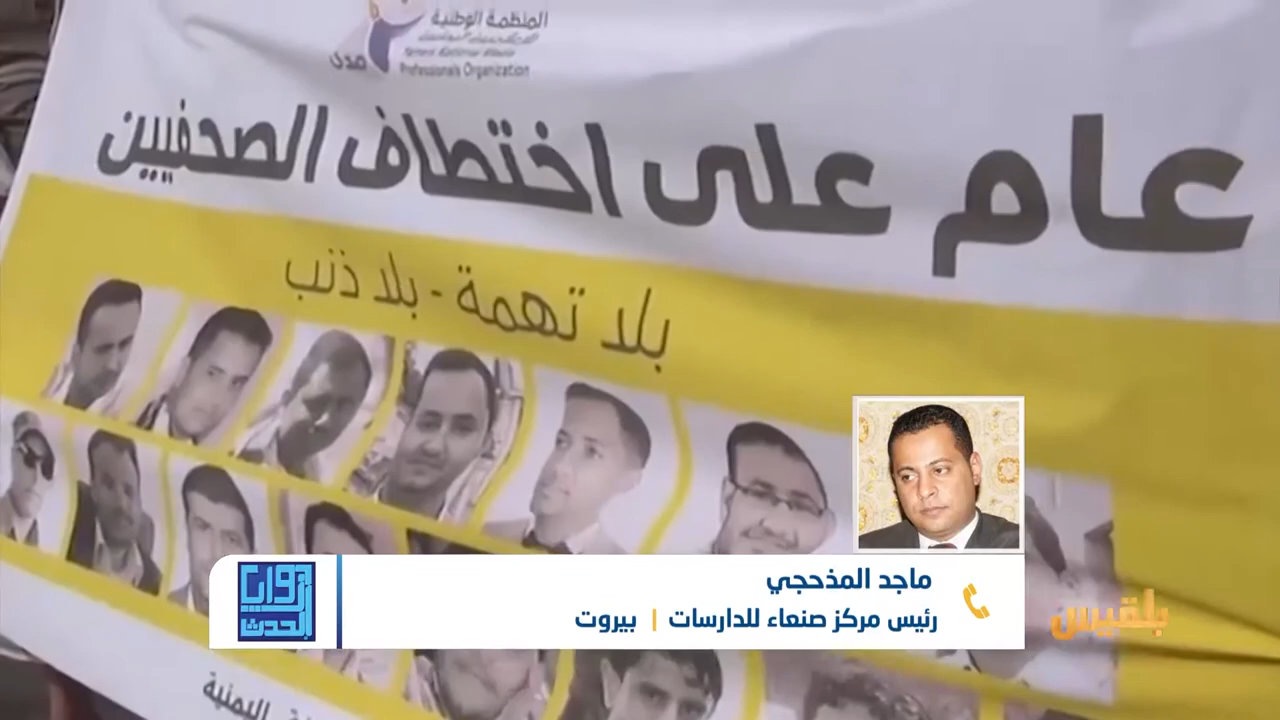 المنظمة الوطنية
Professionals Organization
عام على اختطاف الصحفيين
بلا تهمة - بلا ذنب
ماجد المذحجي
رئيس مركز صنعاء للدارسات | بيروت
زوايا الحدث
بلقيس
اليمنية